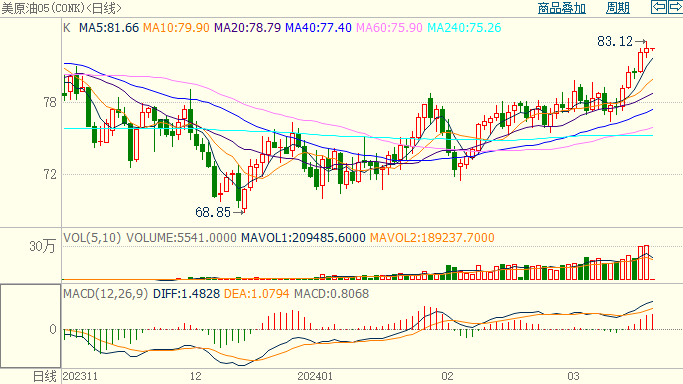 美原油05(CONK)<日线> 商品叠加 周期
K MA5:81.66 MA10:79.90 MA20:78.79 MA40:77.40 MA60:75.90 MA240:75.26
83.12
78
72
68.85
VOL(5,10) VOLUME:5541.0000 MAVOL1:209485.6000 MAVOL2:189237.7000
30万
MACD(12,26,9) DIFF:1.4828 DEA:1.0794 MACD:0.8068
0
日线 202311 12 202401 02 03